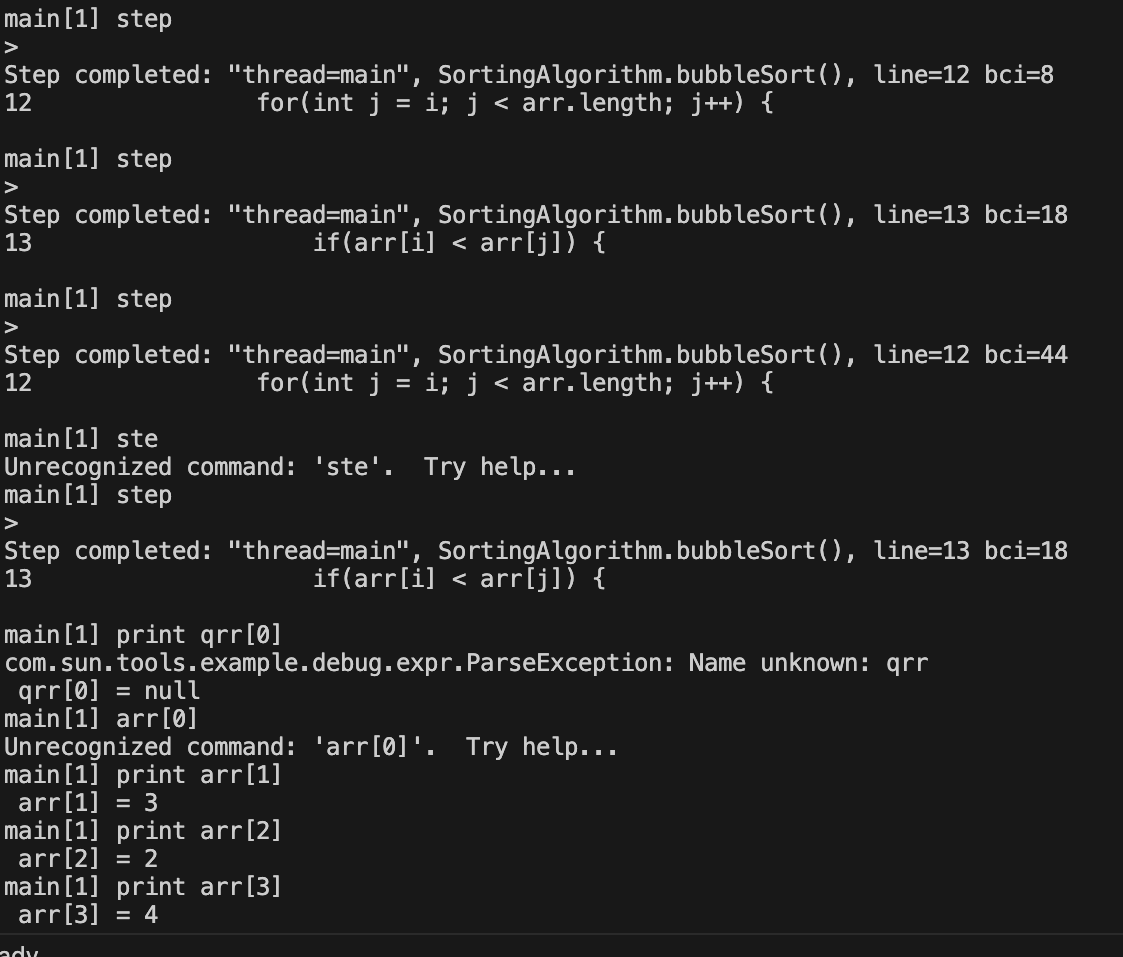 main[1] step
>
Step completed: "thread=main", SortingAlgorithm.bubbleSort(), line=12 bci=8
12                for(int j = i; j < arr.length; j++) {

main[1] step
>
Step completed: "thread=main", SortingAlgorithm.bubbleSort(), line=13 bci=18
13                    if(arr[i] < arr[j]) {

main[1] step
>
Step completed: "thread=main", SortingAlgorithm.bubbleSort(), line=12 bci=44
12                for(int j = i; j < arr.length; j++) {

main[1] ste
Unrecognized command: 'ste'.  Try help...
main[1] step
>
Step completed: "thread=main", SortingAlgorithm.bubbleSort(), line=13 bci=18
13                    if(arr[i] < arr[j]) {

main[1] print qrr[0]
com.sun.tools.example.debug.expr.ParseException: Name unknown: qrr
 qrr[0] = null
main[1] arr[0]
Unrecognized command: 'arr[0]'.  Try help...
main[1] print arr[1]
 arr[1] = 3
main[1] print arr[2]
 arr[2] = 2
main[1] print arr[3]
 arr[3] = 4